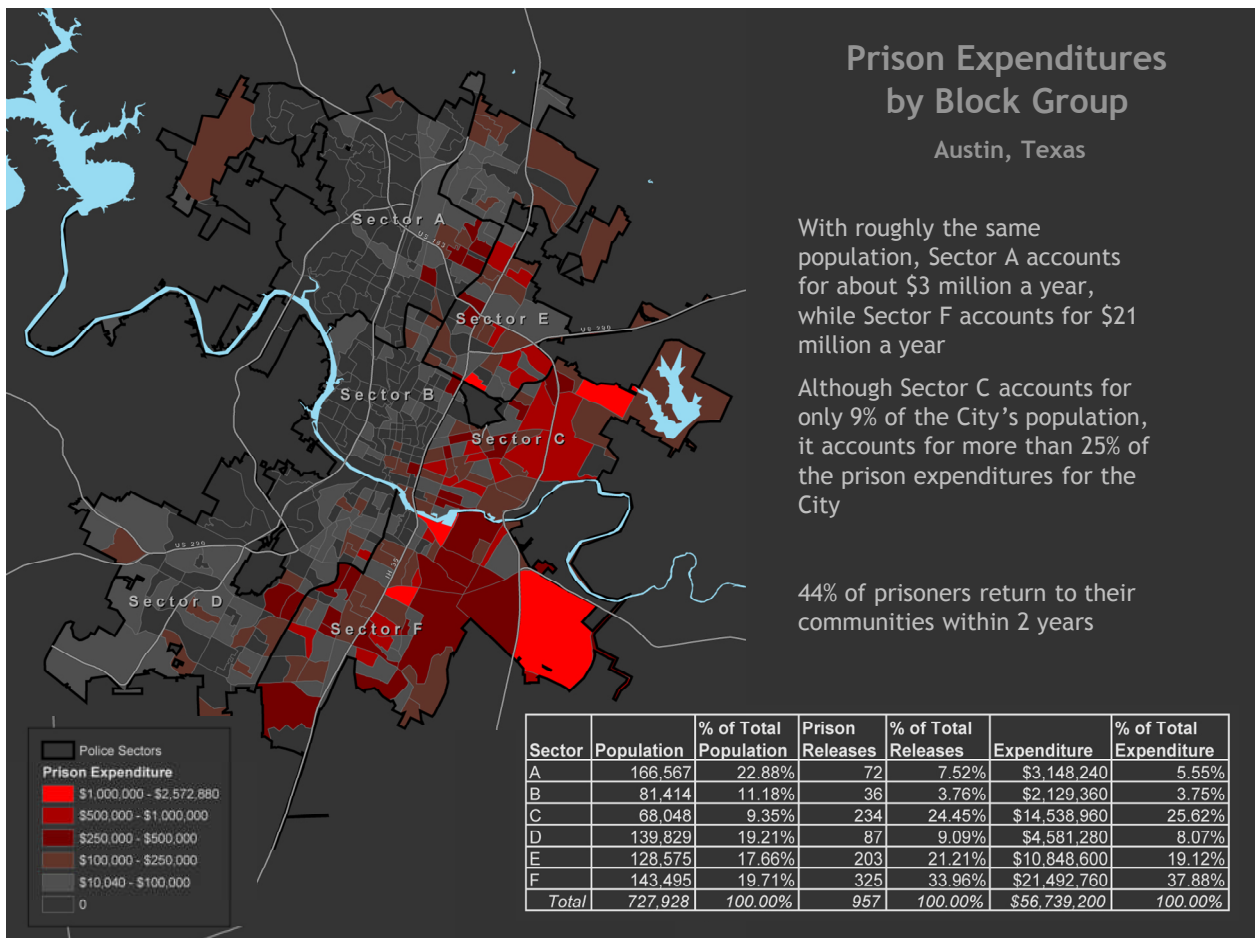 Prison Expenditures
by Block Group
Austin, Texas
With roughly the same
population, Sector A accounts
for about $3 million a year,
while Sector F accounts for $21
million a year
Although Sector C accounts for
only 9% of the City’s population,
it accounts for more than 25% of
the prison expenditures for the
City
44% of prisoners return to their
communities within 2 years
Sector A
US 183
Sector E
US 290
Sector B
Sector C
US 290
IH 35
Sector D
Sector F
Police Sectors
Prison Expenditure
$1,000,000 - $2,572,880
$500,000 - $1,000,000
$250,000 - $500,000
$100,000 - $250,000
$10,040 - $100,000
0
% of Total Prison % of Total % of Total
Sector Population Population Releases Releases Expenditure Expenditure
A 166,567 22.88% 72 7.52% $3,148,240 5.55%
B 81,414 11.18% 36 3.76% $2,129,360 3.75%
C 68,048 9.35% 234 24.45% $14,538,960 25.62%
D 139,829 19.21% 87 9.09% $4,581,280 8.07%
E 128,575 17.66% 203 21.21% $10,848,600 19.12%
F 143,495 19.71% 325 33.96% $21,492,760 37.88%
Total 727,928 100.00% 957 100.00% $56,739,200 100.00%